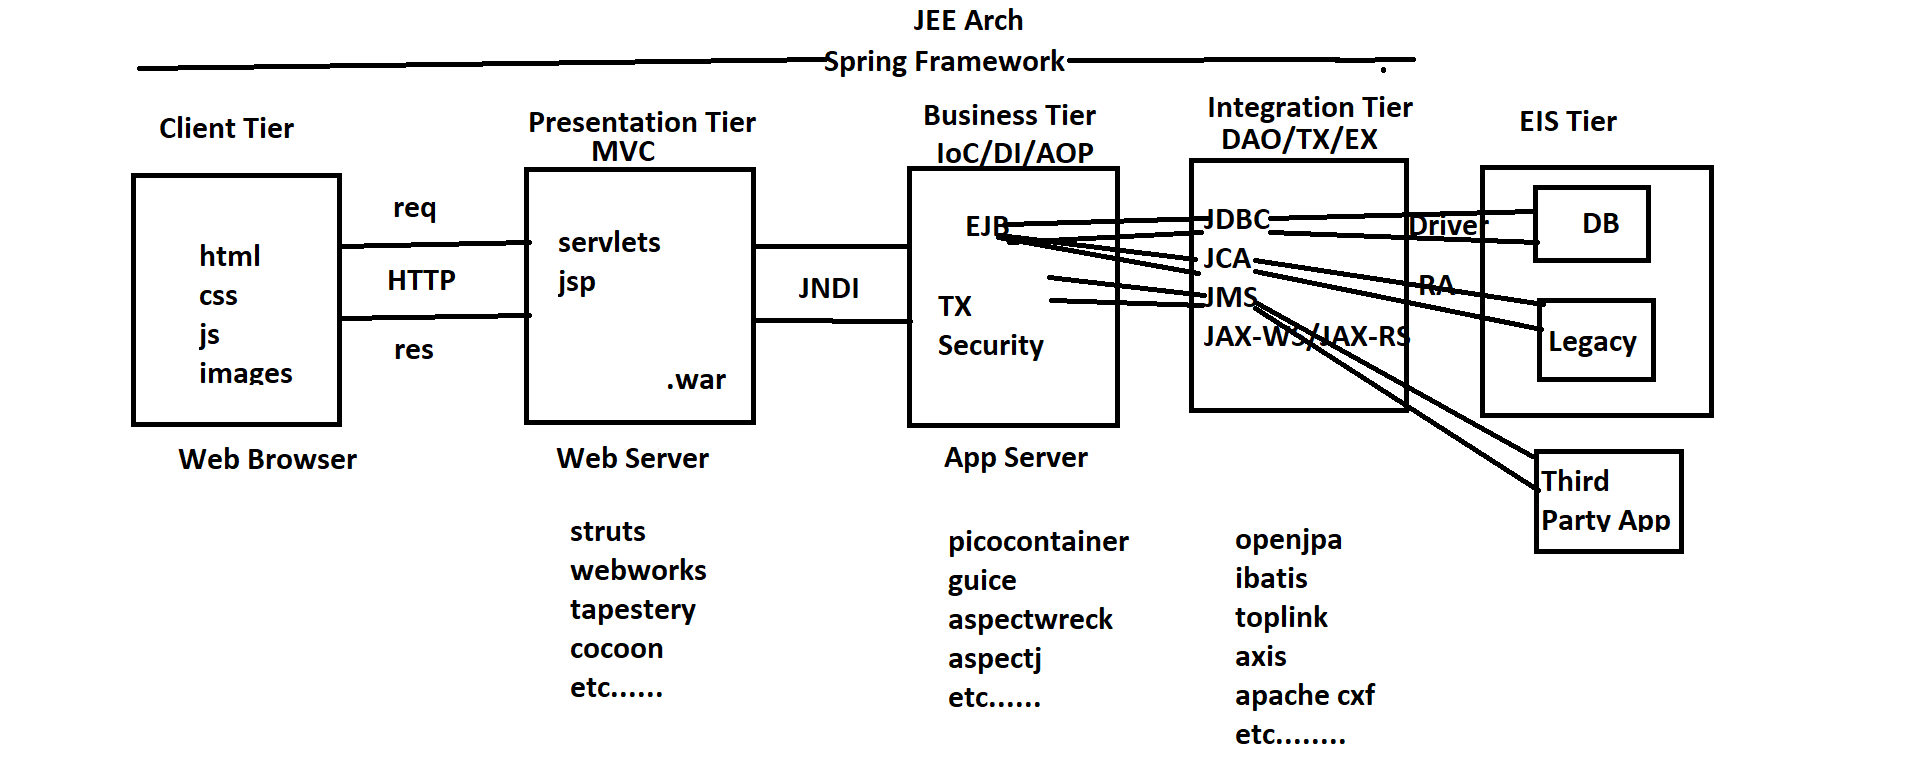 JEE Arch
Spring Framework
Client Tier
html
css
js
images
Web Browser
req
HTTP
res
Presentation Tier
MVC
servlets
jsp
.war
Web Server
struts
webworks
tapestery
cocoon
etc......
JNDI
Business Tier
IoC/DI/AOP
EJB
TX
Security
App Server
picocontainer
guice
aspectwreck
aspectj
etc......
Integration Tier
DAO/TX/EX
JDBC
JCA
JMS
JAX-WS/JAX-RS
openjpa
ibatis
toplink
axis
apache cxf
etc........
Driver
RA
EIS Tier
DB
Legacy
Third
Party App